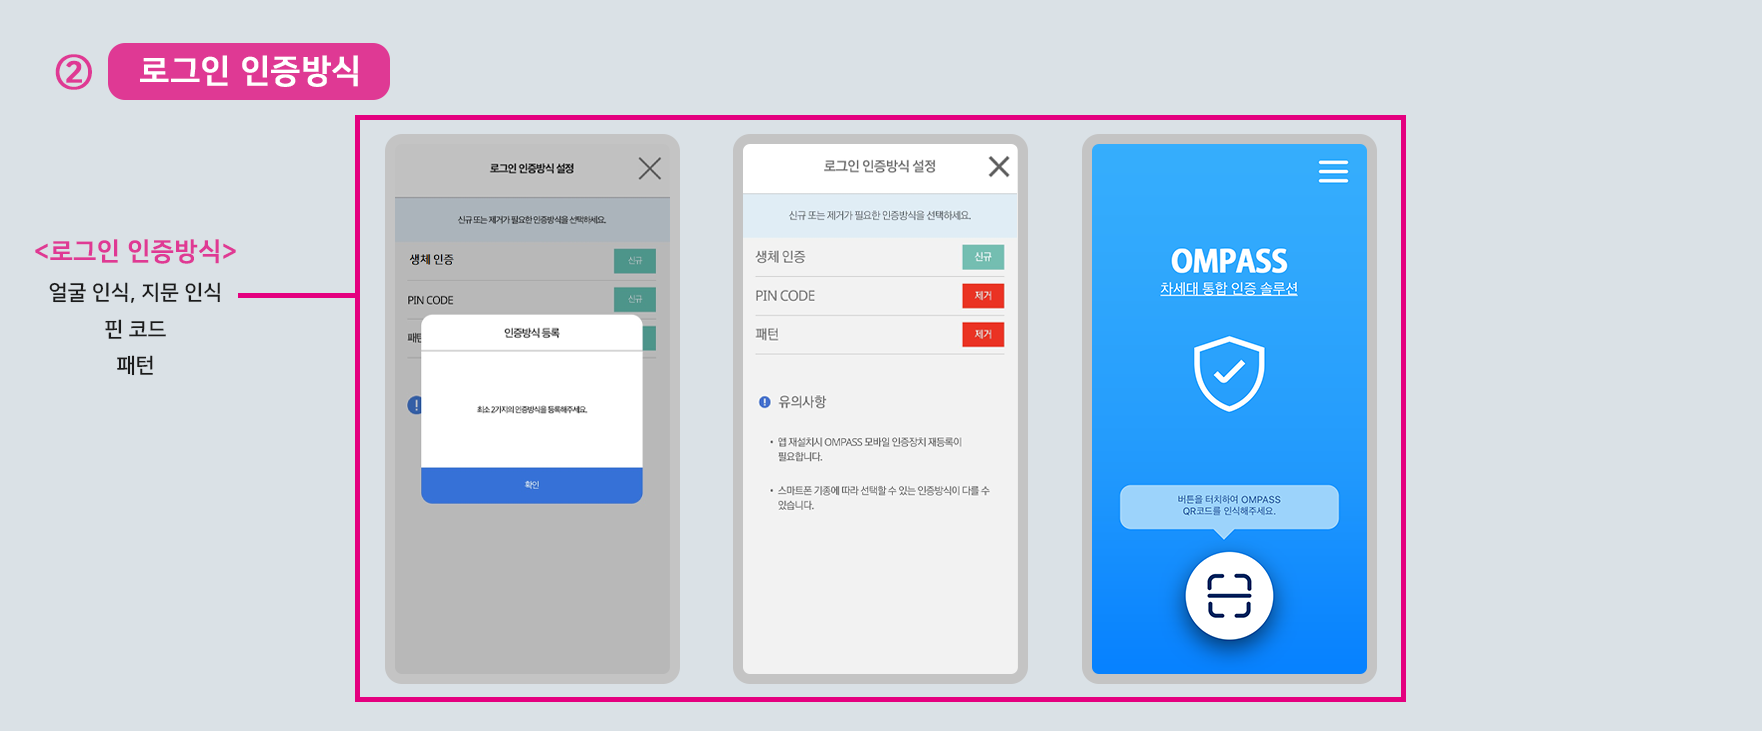 ② 로그인 인증방식
<로그인 인증방식>
얼굴 인식, 지문 인식
핀 코드
패턴
로그인 인증방식 설정
신규 또는 제거가 필요한 인증방식을 선택하세요.
생체 인증 신규
PIN CODE 신규
패턴
인증방식 등록
최소 2가지의 인증방식을 등록해주세요.
확인
로그인 인증방식 설정
신규 또는 제거가 필요한 인증방식을 선택하세요.
생체 인증 신규
PIN CODE 제거
패턴 제거
유의사항
• 앱 재설치시 OMPASS 모바일 인증장치 재등록이
필요합니다.
• 스마트폰 기종에 따라 선택할 수 있는 인증방식이 다를 수
있습니다.
OMPASS
차세대 통합 인증 솔루션
버튼을 터치하여 OMPASS
QR코드를 인식해주세요.